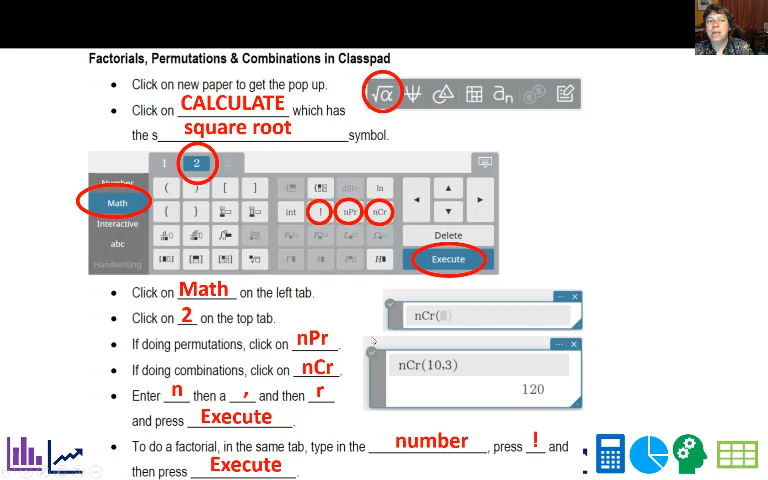 Factorials, Permutations & Combinations in Classpad
• Click on new paper to get the pop up.
• Click on CALCULATE which has
the s square root symbol.
√α
an
1 2 3
Number
Math
Interactive
abc
Handwriting
( ) [ ] dDiv ln
{ } int ! nPr nCr
Delete
Execute
• Click on Math on the left tab.
• Click on 2 on the top tab.
• If doing permutations, click on nPr.
• If doing combinations, click on nCr.
• Enter n then a , and then r
and press Execute.
• To do a factorial, in the same tab, type in the number, press ! and
then press Execute.
nCr(
nCr(10,3)
120